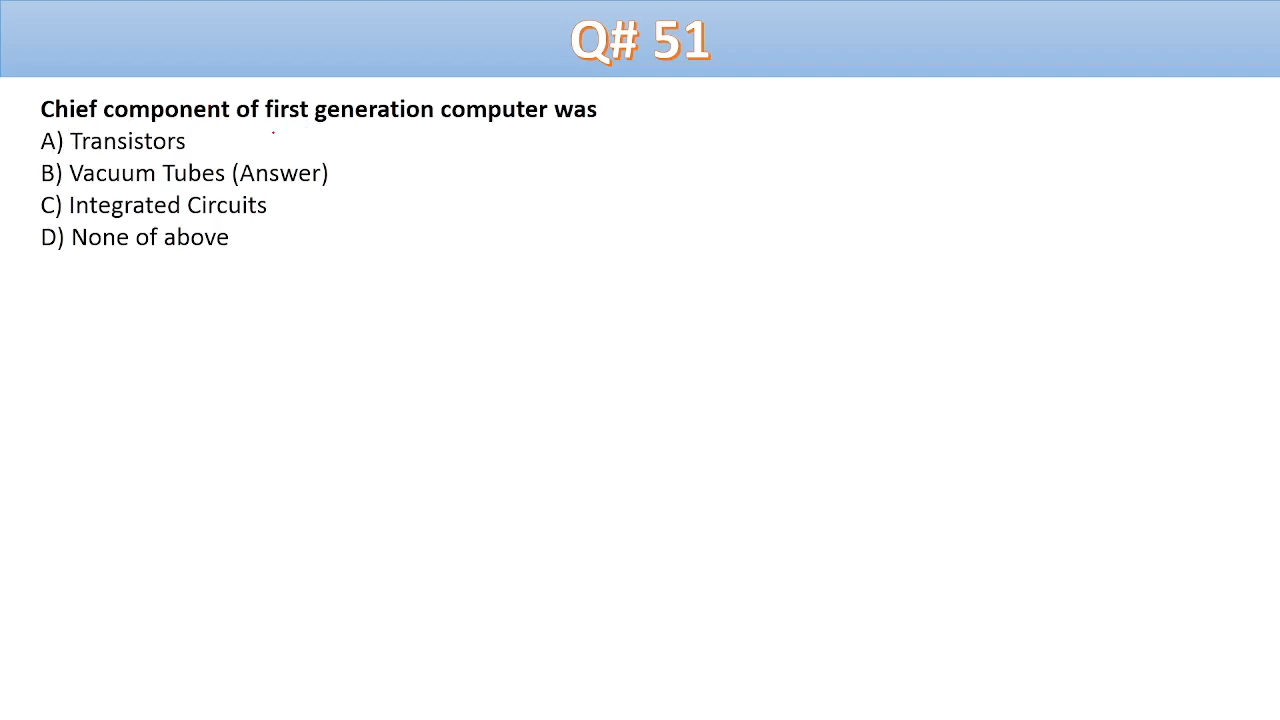 Q# 51
Chief component of first generation computer was
A) Transistors
B) Vacuum Tubes (Answer)
C) Integrated Circuits
D) None of above